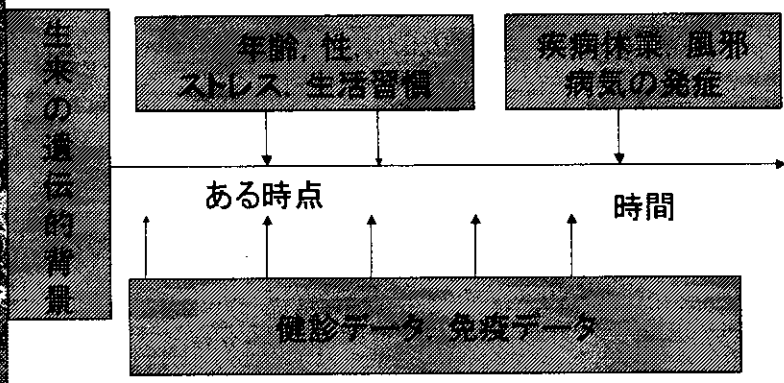 生来の遺伝的背景
年齢、性、
ストレス、生活習慣
疾病休業、風邪
病気の発症
ある時点
時間
健診データ、免疫データ